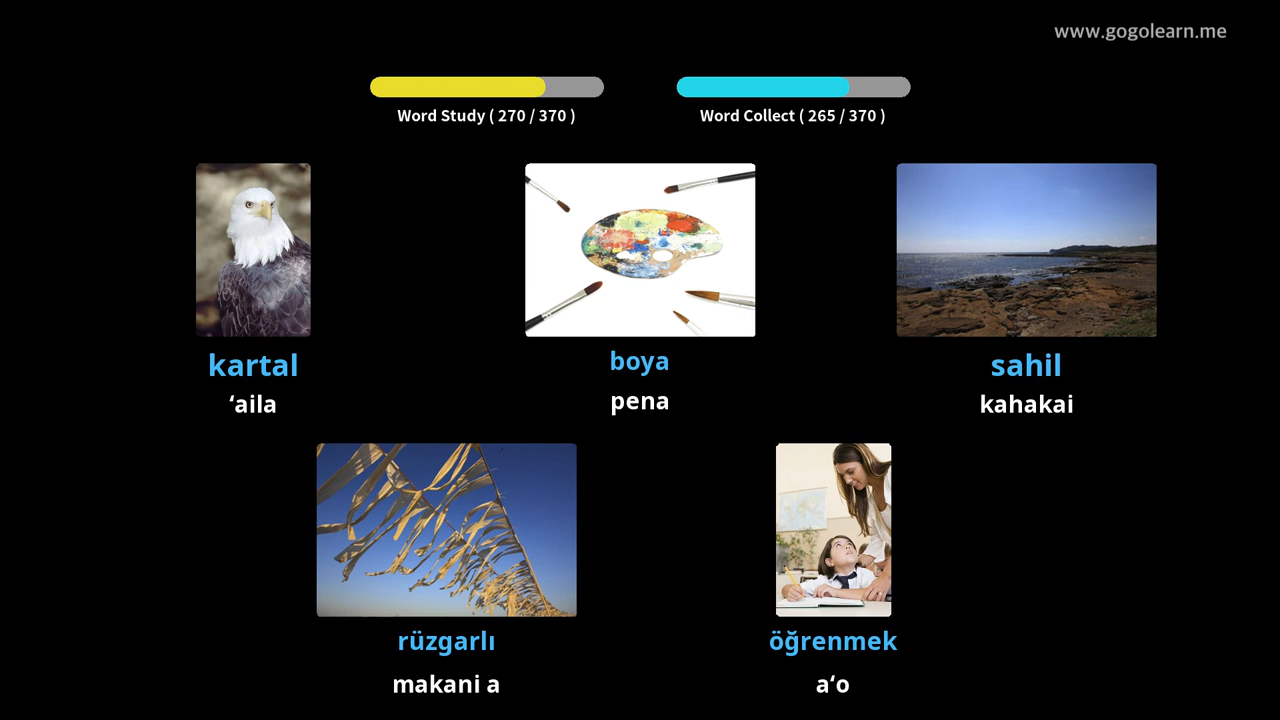 www.gogolearn.me
Word Study ( 270 / 370 )
Word Collect ( 265 / 370 )
kartal
ʻaila
boya
pena
sahil
kahakai
rüzgarlı
makani a
öğrenmek
aʻo